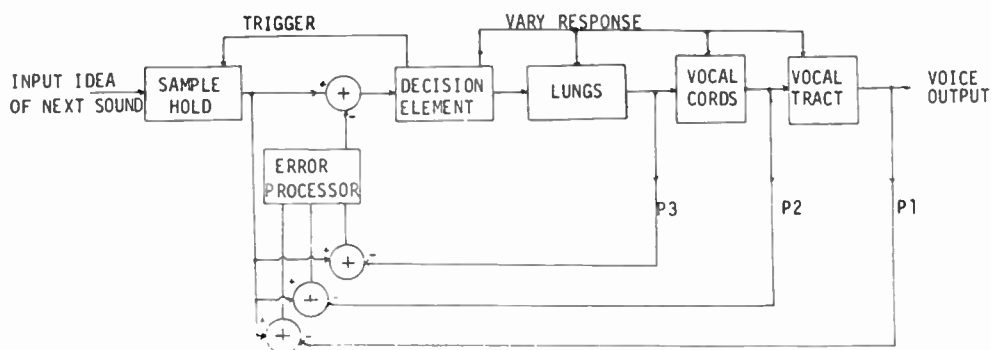 TRIGGER
VARY RESPONSE
INPUT IDEA
OF NEXT SOUND
SAMPLE
HOLD
+
+
-
DECISION
ELEMENT
LUNGS
VOCAL
CORDS
VOCAL
TRACT
VOICE
OUTPUT
ERROR
PROCESSOR
P3
P2
P1
+
+
-
+
+
-
+
+
-